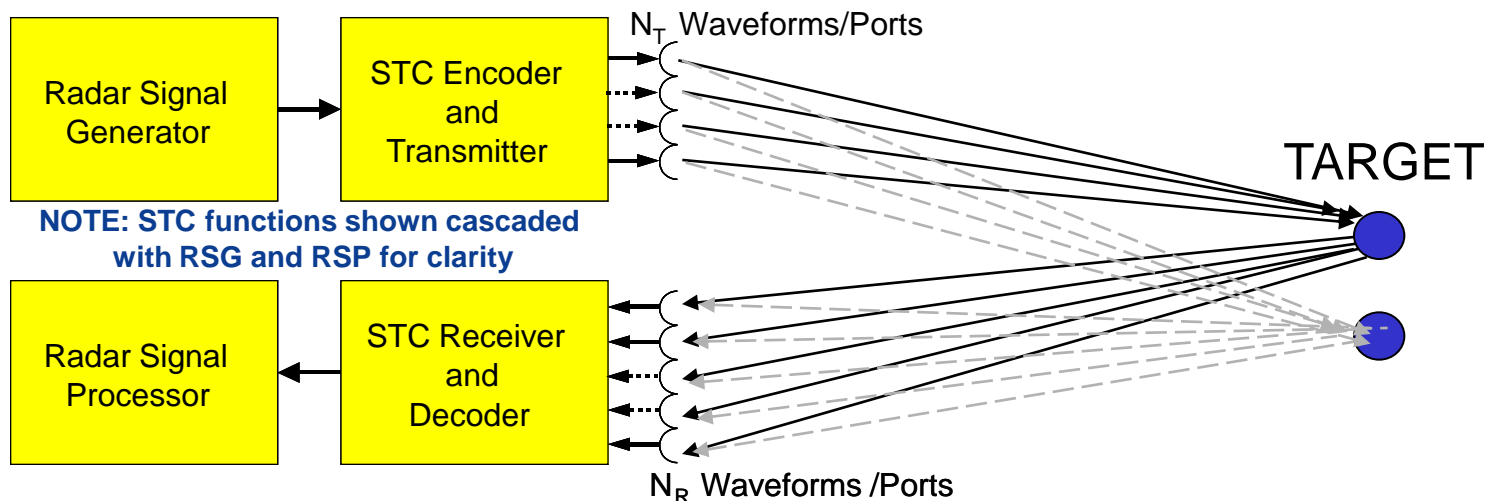 N_T Waveforms/Ports
Radar Signal
Generator
STC Encoder
and
Transmitter
TARGET
NOTE: STC functions shown cascaded
with RSG and RSP for clarity
Radar Signal
Processor
STC Receiver
and
Decoder
N_R Waveforms /Ports